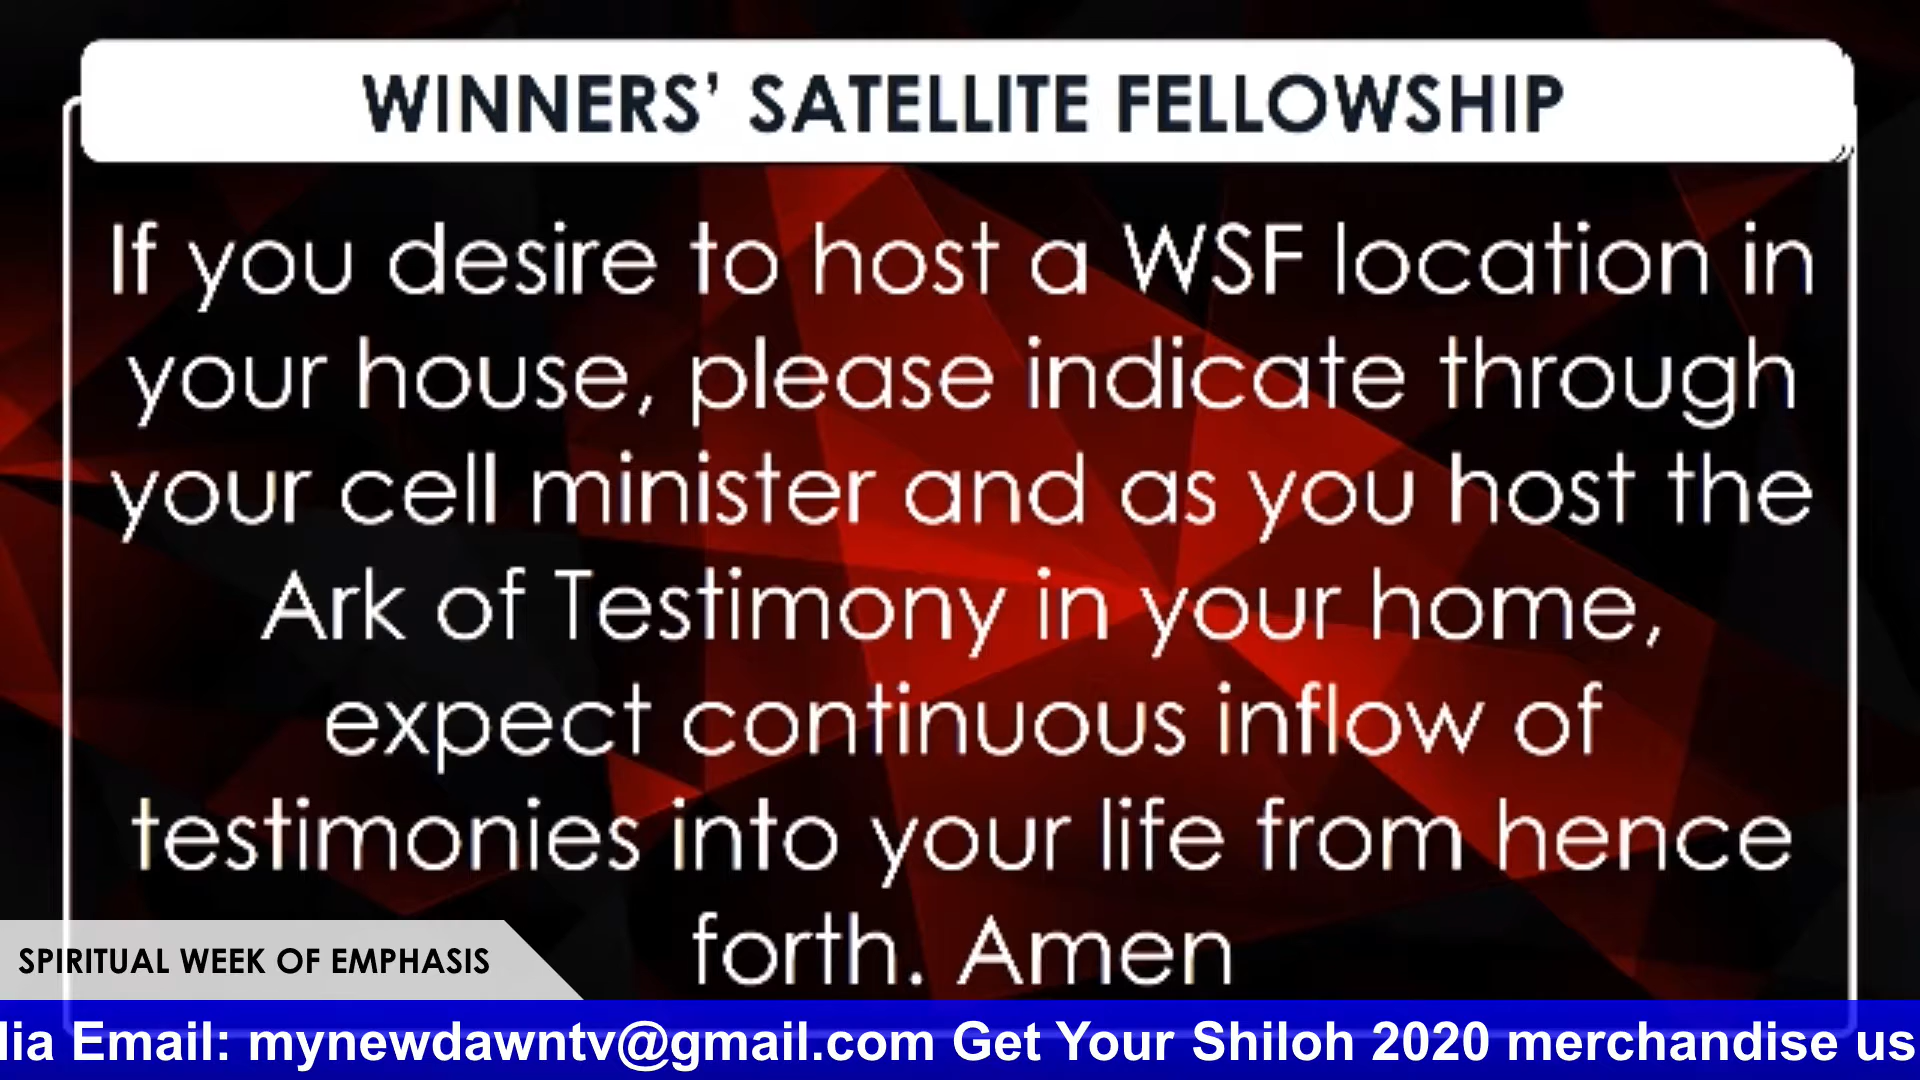 WINNERS’ SATELLITE FELLOWSHIP
If you desire to host a WSF location in
your house, please indicate through
your cell minister and as you host the
Ark of Testimony in your home,
expect continuous inflow of
testimonies into your life from hence
forth. Amen
SPIRITUAL WEEK OF EMPHASIS
Email: mynewdawntv@gmail.com Get Your Shiloh 2020 merchandise us